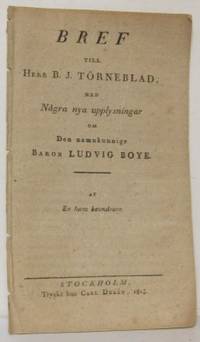 BREF
TILL
HERR B. J. TÖRNEBLAD,
MED
Några nya upplysningar
OM
Den namnkunnige
BARON LUDVIG BOYE.
AF
En hans beundrare.
STOCKHOLM,
Tryckt hos CARL DELÉN,